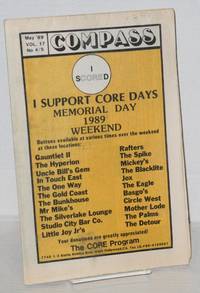 May '89
VOL. 17
No 4/5
COMPASS
I
SCORED
I SUPPORT CORE DAYS
MEMORIAL DAY
1989
WEEKEND
Buttons available at various times over the weekend
at these locations:
Gauntlet II
The Hyperion
Uncle Bill's Gem
In Touch East
The One Way
The Gold Coast
The Bunkhouse
Mr Mike's
The Silverlake Lounge
Studio City Bar Co.
Little Joy Jr's
Rafters
The Spike
Mickey's
The Blacklite
Jox
The Eagle
Basgo's
Circle West
Mother Lode
The Palms
The Detour
Your donations are greatly appreciated!
The CORE Program